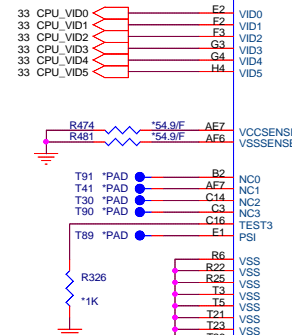 33 CPU_VID0 E2 VID0
33 CPU_VID1 F2 VID1
33 CPU_VID2 F3 VID2
33 CPU_VID3 G3 VID3
33 CPU_VID4 G4 VID4
33 CPU_VID5 H4 VID5
R474 *54.9/F AE7 VCCSENSE
R481 *54.9/F AF6 VSSSENSE
T91 *PAD B2 NC0
T41 *PAD AF7 NC1
T30 *PAD C14 NC2
T90 *PAD C3 NC3
C16 TEST3
T89 *PAD E1 PSI
R6 VSS
R326 R22 VSS
R25 VSS
*1K T3 VSS
T5 VSS
T21 VSS
T23 VSS